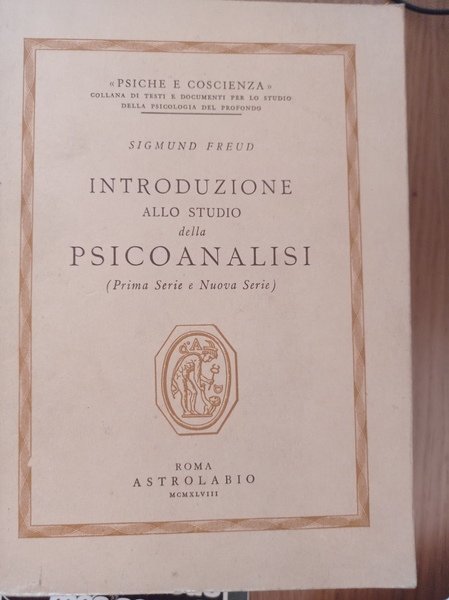 « PSICHE E COSCIENZA »
COLLANA DI TESTI E DOCUMENTI PER LO STUDIO
DELLA PSICOLOGIA DEL PROFONDO
SIGMUND FREUD
INTRODUZIONE
ALLO STUDIO
della
PSICOANALISI
(Prima Serie e Nuova Serie)
ROMA
ASTROLABIO
MCMXLVIII